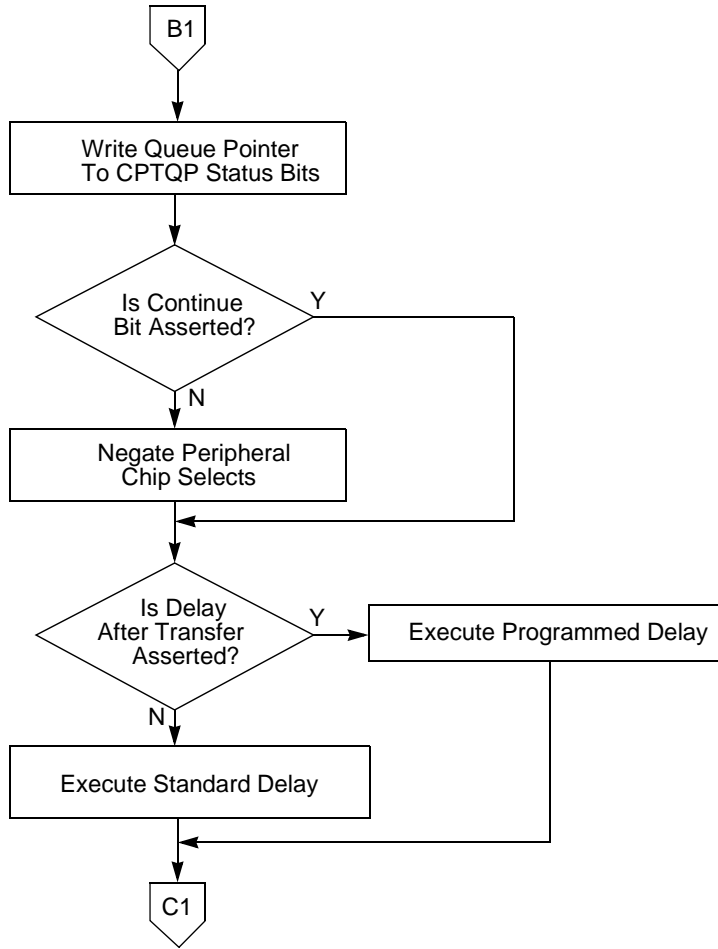 B1
Write Queue Pointer
To CPTQP Status Bits
Is Continue
Bit Asserted?
Y
N
Negate Peripheral
Chip Selects
Is Delay
After Transfer
Asserted?
Y
Execute Programmed Delay
N
Execute Standard Delay
C1